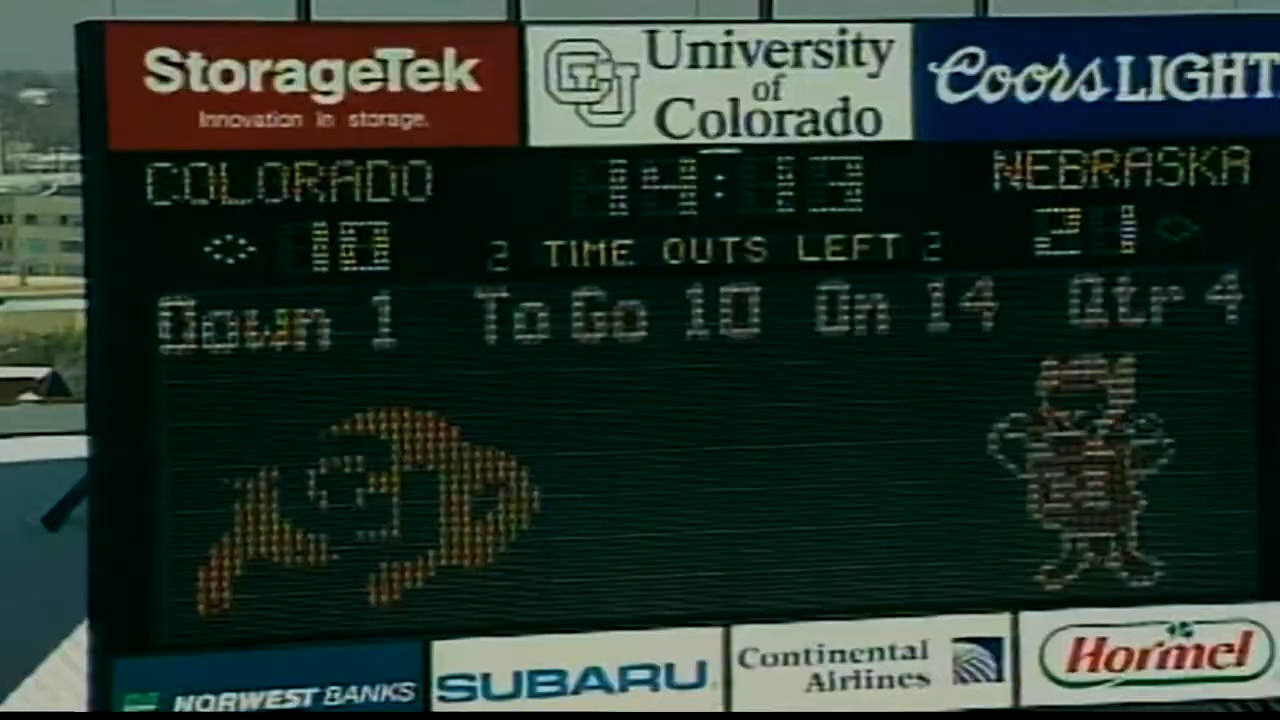 StorageTek
Innovation in storage.
CU
University
of
Colorado
Coors LIGHT
COLORADO
14:13
NEBRASKA
10
2 TIME OUTS LEFT 2
21
Down 1 To Go 10 On 14 Qtr 4
NORWEST BANKS
SUBARU
Continental
Airlines
Hormel